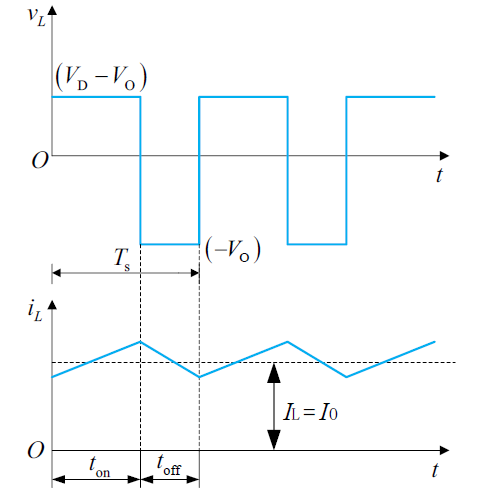 v_L
(V_D − V_O)
O
t
T_s
(−V_O)
i_L
I_L = I_0
O
t_on
t_off
t